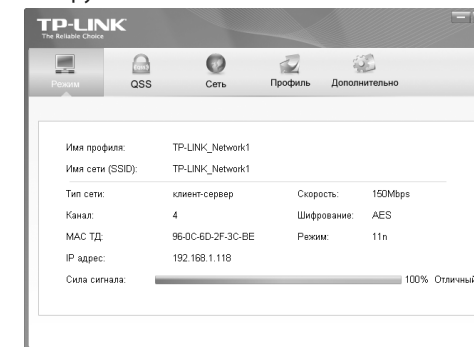 TP-LINK
The Reliable Choice
Режим QSS Сеть Профиль Дополнительно
Имя профиля: TP-LINK_Network1
Имя сети (SSID): TP-LINK_Network1
Тип сети: клиент-сервер Скорость: 150Mbps
Канал: 4 Шифрование: AES
MAC ТД: 96-0C-6D-2F-3C-BE Режим: 11n
IP адрес: 192.168.1.118
Сила сигнала: 100% Отличный